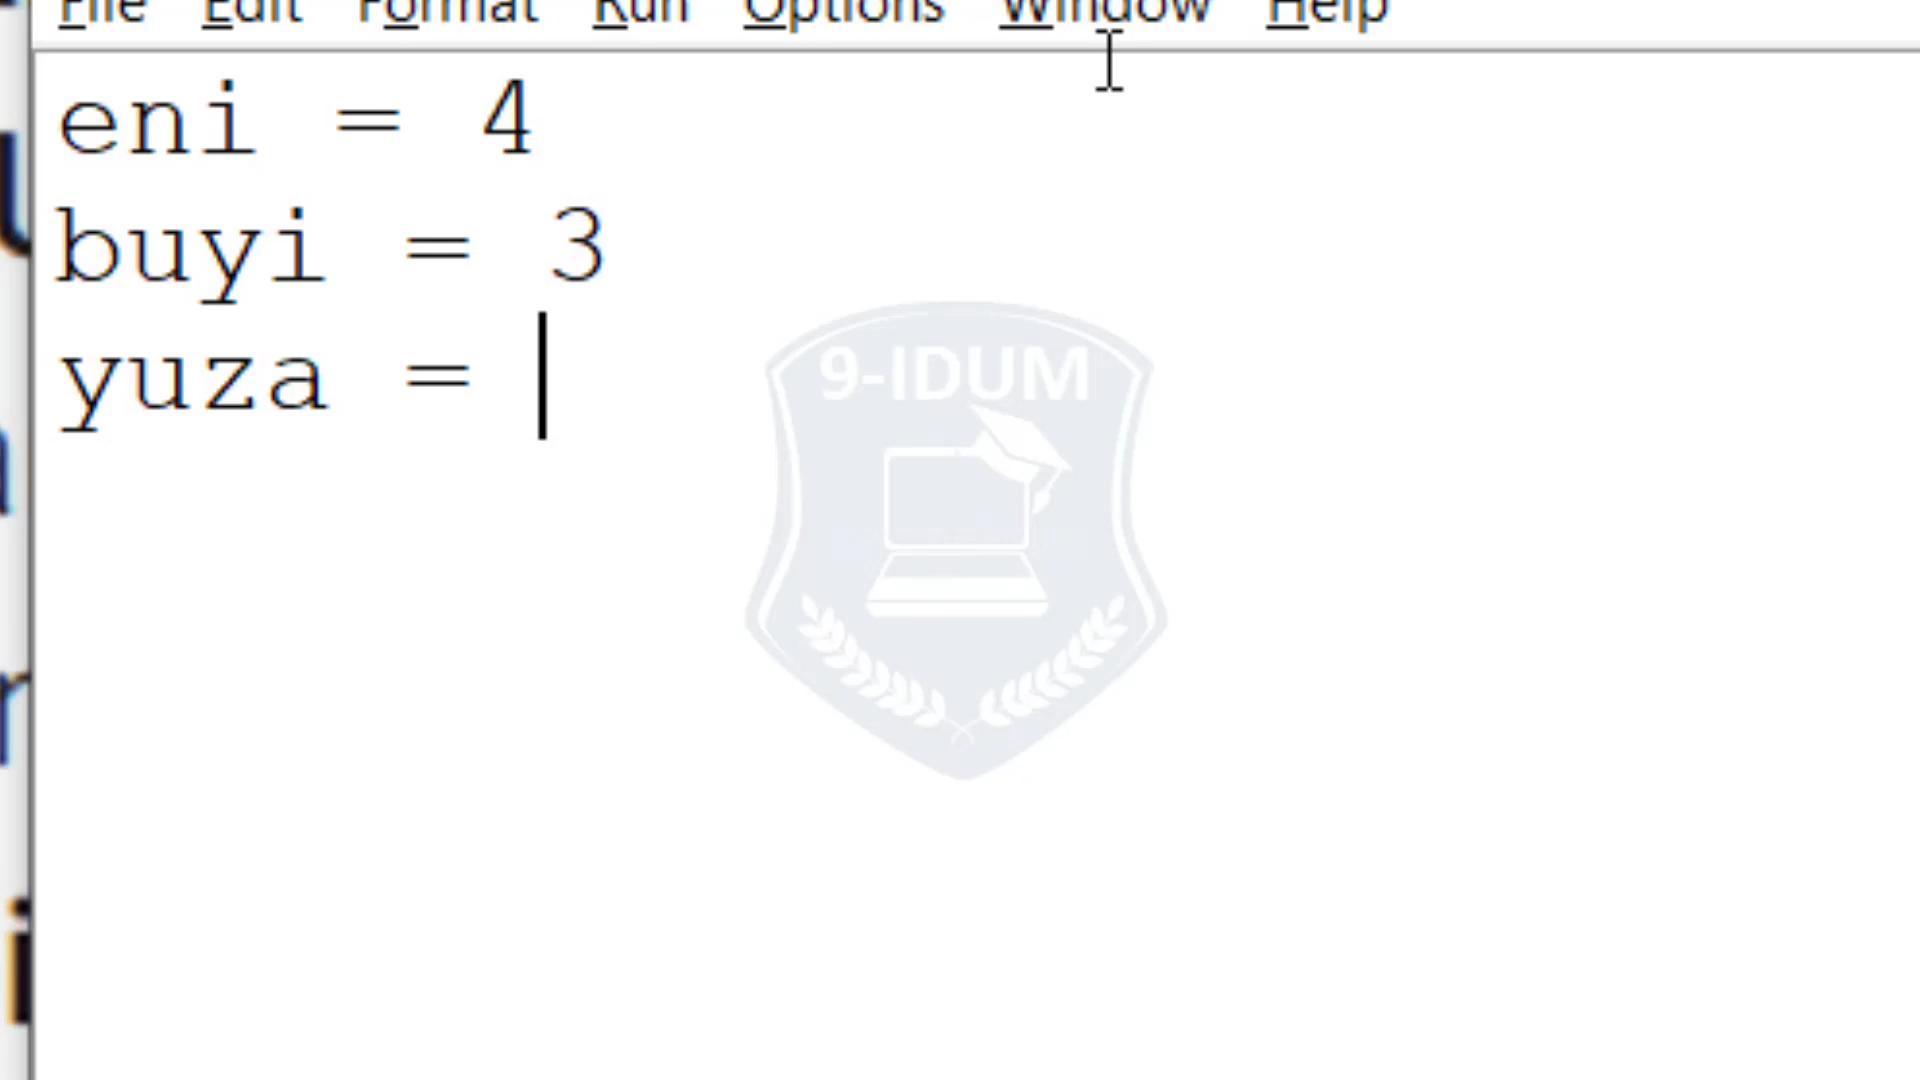 File Edit Format Run Options Window Help
eni = 4
buyi = 3
yuza =
9-IDUM